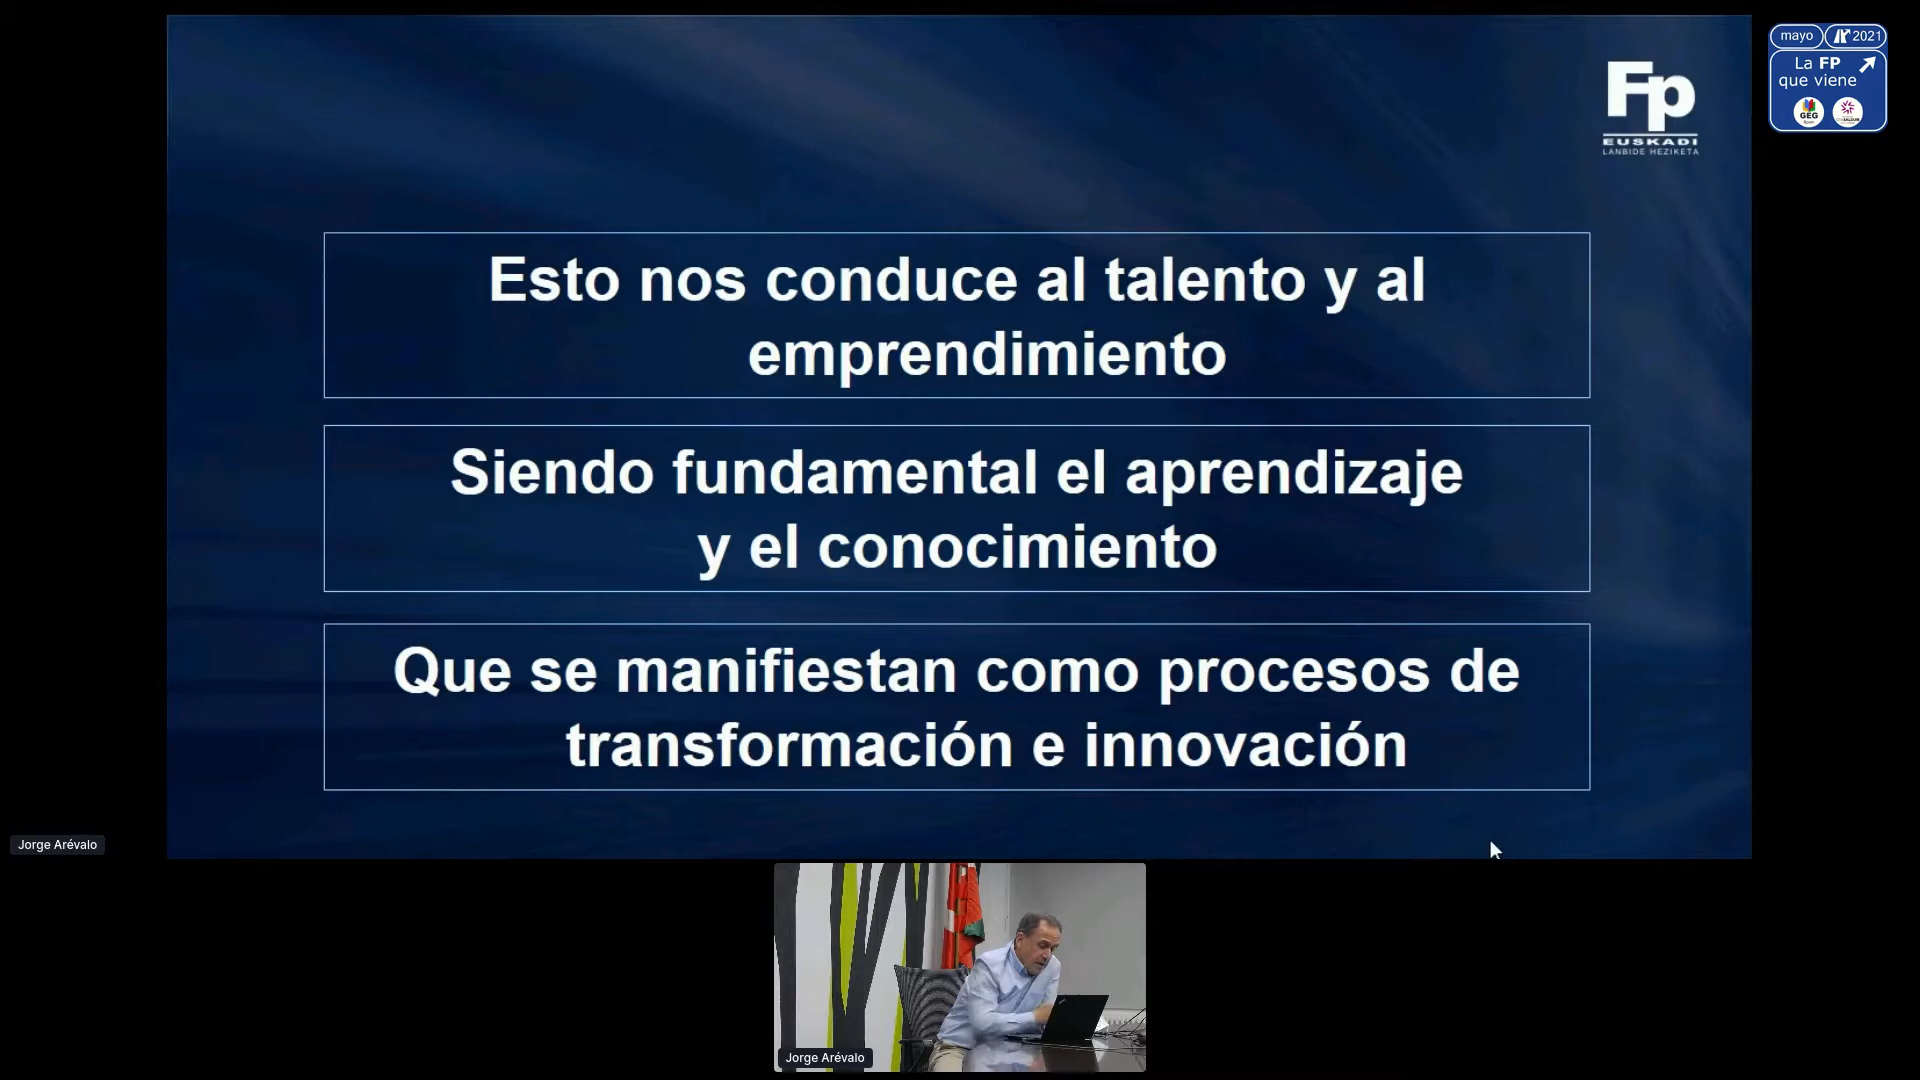 mayo
2021
La FP
que viene
GEG
Fp
EUSKADI
LANBIDE HEZIKETA
Esto nos conduce al talento y al
emprendimiento
Siendo fundamental el aprendizaje
y el conocimiento
Que se manifiestan como procesos de
transformación e innovación
Jorge Arévalo
Jorge Arévalo